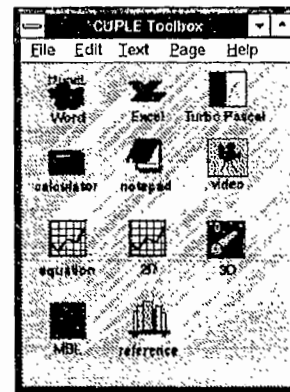 CUPLE Toolbox
File Edit Text Page Help
Word Excel Turbo Pascal
calculator notepad video
equation 2D 3D
MBL reference